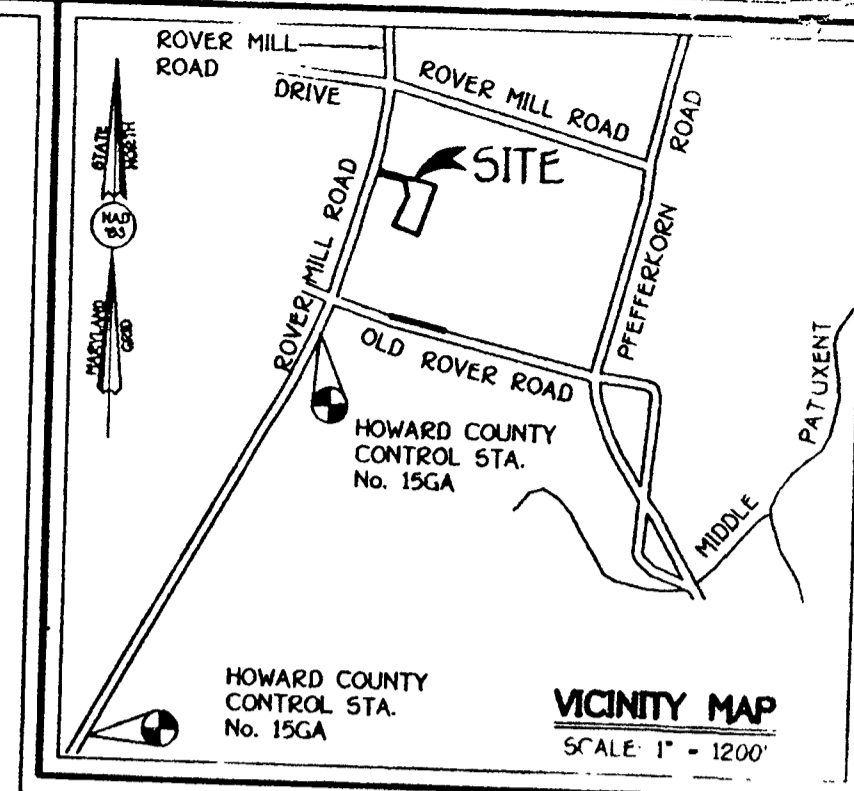 ROVER MILL
ROAD
DRIVE
ROVER MILL ROAD
ROAD
PFEFFERKORN
STATE
NORTH
NAD
'83
MARYLAND
GRID
SITE
ROVER MILL ROAD
OLD ROVER ROAD
HOWARD COUNTY
CONTROL STA.
No. 15GA
PATUXENT
MIDDLE
HOWARD COUNTY
CONTROL STA.
No. 15GA
VICINITY MAP
SCALE: 1" = 1200'